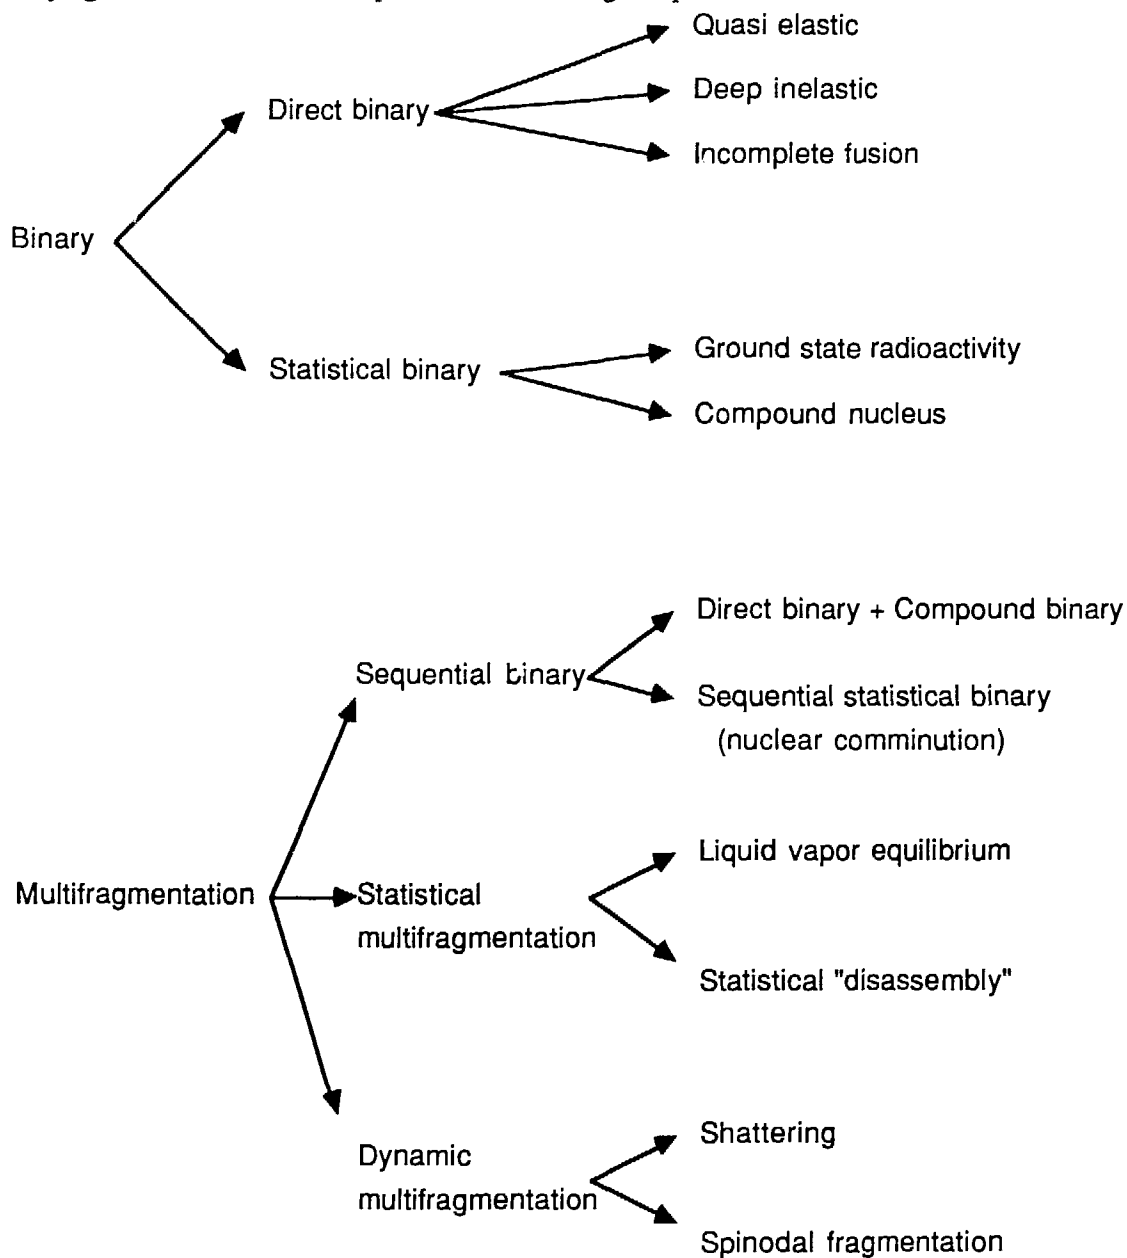 Quasi elastic
Deep inelastic
Direct binary
Incomplete fusion
Binary
Ground state radioactivity
Statistical binary
Compound nucleus
Direct binary + Compound binary
Sequential binary
Sequential statistical binary
(nuclear comminution)
Liquid vapor equilibrium
Multifragmentation
Statistical
multifragmentation
Statistical "disassembly"
Shattering
Dynamic
multifragmentation
Spinodal fragmentation